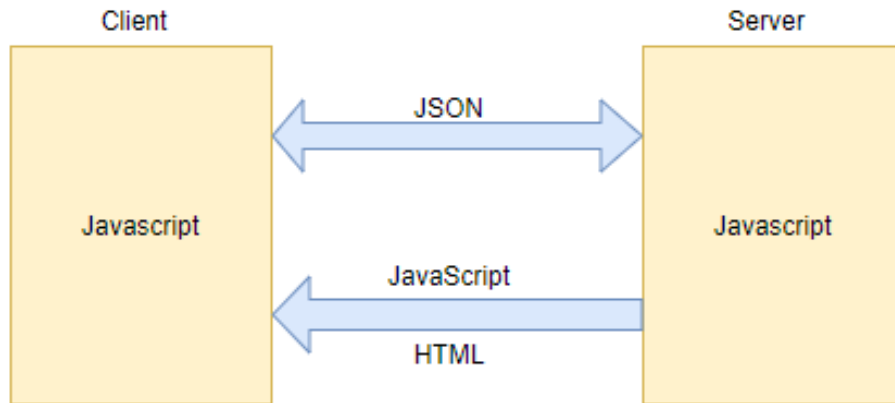 Client
Server
JSON
Javascript
Javascript
JavaScript
HTML